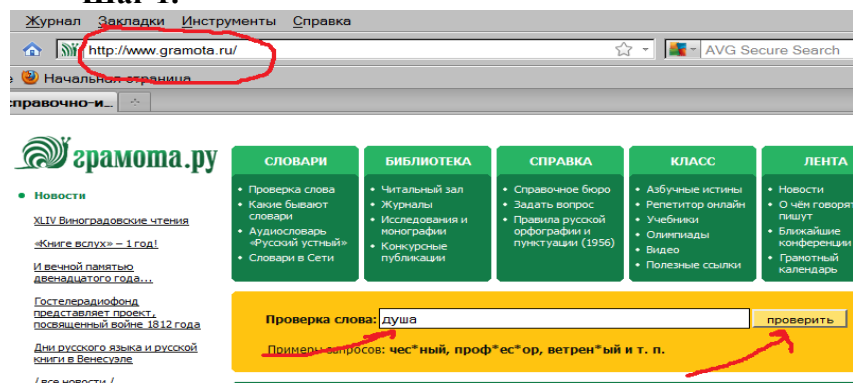 Шаг 1.
Журнал Закладки Инструменты Справка
http://www.gramota.ru/ AVG Secure Search
Начальная страница
справочно-и...
грамота.ру
СЛОВАРИ
• Проверка слова
• Какие бывают
словари
• Аудиословарь
«Русский устный»
• Словари в Сети
БИБЛИОТЕКА
• Читальный зал
• Журналы
• Исследования и
монографии
• Конкурсные
публикации
СПРАВКА
• Справочное бюро
• Задать вопрос
• Правила русской
орфографии и
пунктуации (1956)
КЛАСС
• Азбучные истины
• Репетитор онлайн
• Учебники
• Олимпиады
• Видео
• Полезные ссылки
ЛЕНТА
• Новости
• О чём говорят
пишут
• Ближайшие
конференции
• Грамотный
календарь
• Новости
XLIV Виноградовские чтения
«Книге вслух» – 1 год!
И вечной памятью
двенадцатого года...
Гостелерадиофонд
представляет проект,
посвященный войне 1812 года
Дни русского языка и русской
книги в Венесуэле
/ все новости /
Проверка слова: душа проверить
Примеры запросов: чес*ный, проф*ес*ор, ветрен*ый и т. п.